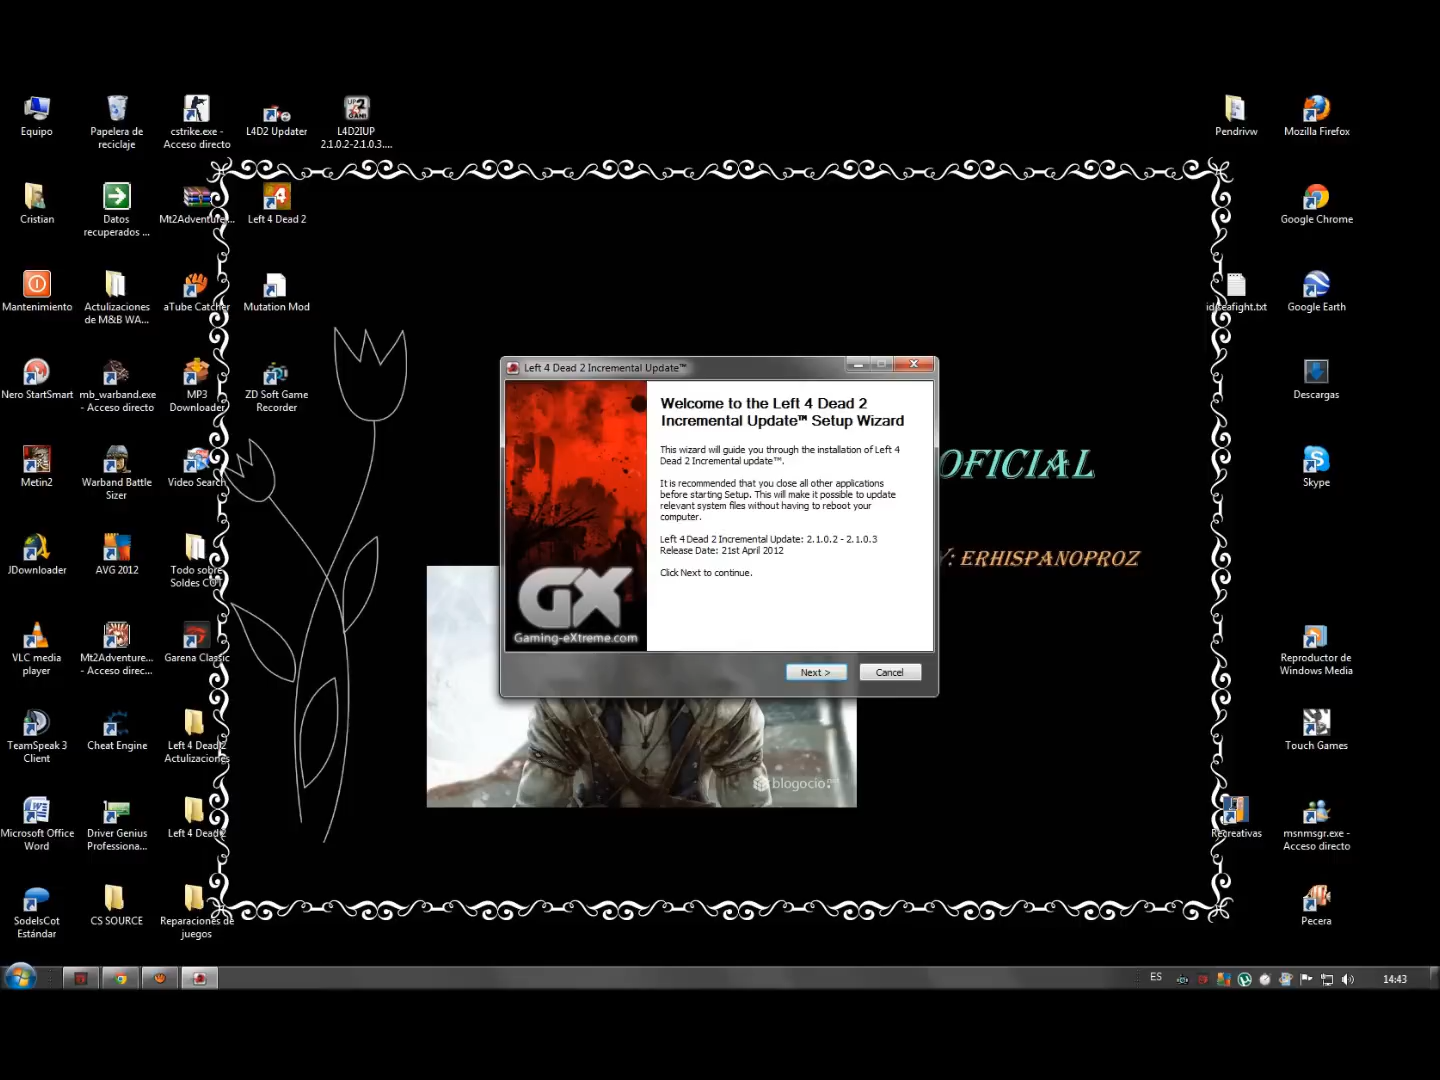 Equipo
Papelera de
reciclaje
cstrike.exe -
Acceso directo
L4D2 Updater
L4D2IUP
2.1.0.2-2.1.0.3....
Pendrivw
Mozilla Firefox
Cristian
Datos
recuperados ...
Mt2Adventure...
Left 4 Dead 2
Google Chrome
Mantenimiento
Actulizaciones
de M&B WA...
aTube Catcher
Mutation Mod
idseafight.txt
Google Earth
Nero StartSmart
mb_warband.exe
- Acceso directo
MP3
Downloader
ZD Soft Game
Recorder
Descargas
Left 4 Dead 2 Incremental Update™
Welcome to the Left 4 Dead 2
Incremental Update™ Setup Wizard
This wizard will guide you through the installation of Left 4
Dead 2 Incremental update™.
It is recommended that you close all other applications
before starting Setup. This will make it possible to update
relevant system files without having to reboot your
computer.
Left 4 Dead 2 Incremental Update: 2.1.0.2 - 2.1.0.3
Release Date: 21st April 2012
Click Next to continue.
GX
Gaming-eXtreme.com
Next >
Cancel
OFICIAL
Y: ERHISPANOPROZ
blogocio.net
Metin2
Warband Battle
Sizer
Video Search
Skype
JDownloader
AVG 2012
Todo sobre
Soldes COT
VLC media
player
Mt2Adventure...
- Acceso direc...
Garena Classic
Reproductor de
Windows Media
TeamSpeak 3
Client
Cheat Engine
Left 4 Dead 2
Actulizaciones
Touch Games
Microsoft Office
Word
Driver Genius
Professiona...
Left 4 Dead 2
Recreativas
msnmsgr.exe -
Acceso directo
SodelsCot
Estándar
CS SOURCE
Reparaciones de
juegos
Pecera
ES
14:43